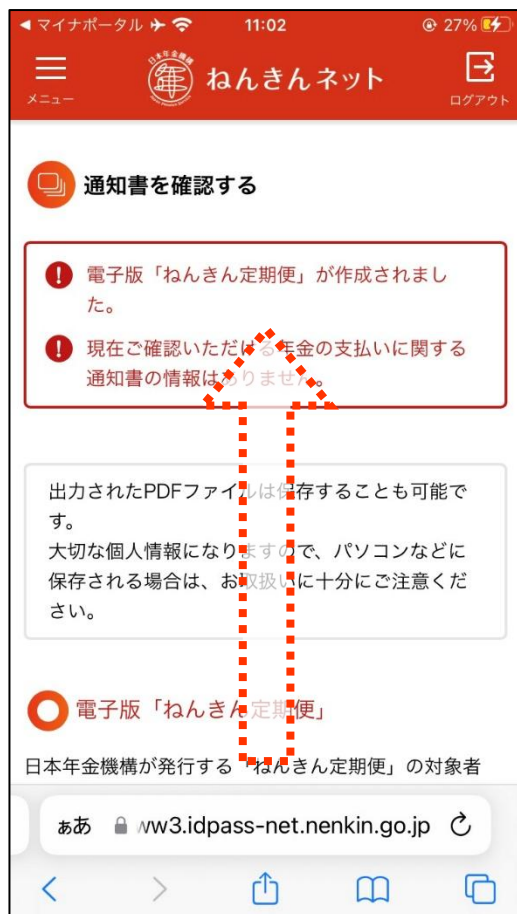 マイナポータル 11:02 27%
日本年金機構
ねんきんネット
メニュー ログアウト
通知書を確認する
電子版「ねんきん定期便」が作成されまし
た。
現在ご確認いただける年金の支払いに関する
通知書の情報はありません。
出力されたPDFファイルは保存することも可能で
す。
大切な個人情報になりますので、パソコンなどに
保存される場合は、お取扱いに十分にご注意くだ
さい。
電子版「ねんきん定期便」
日本年金機構が発行する「ねんきん定期便」の対象者
ぁあ ww3.idpass-net.nenkin.go.jp